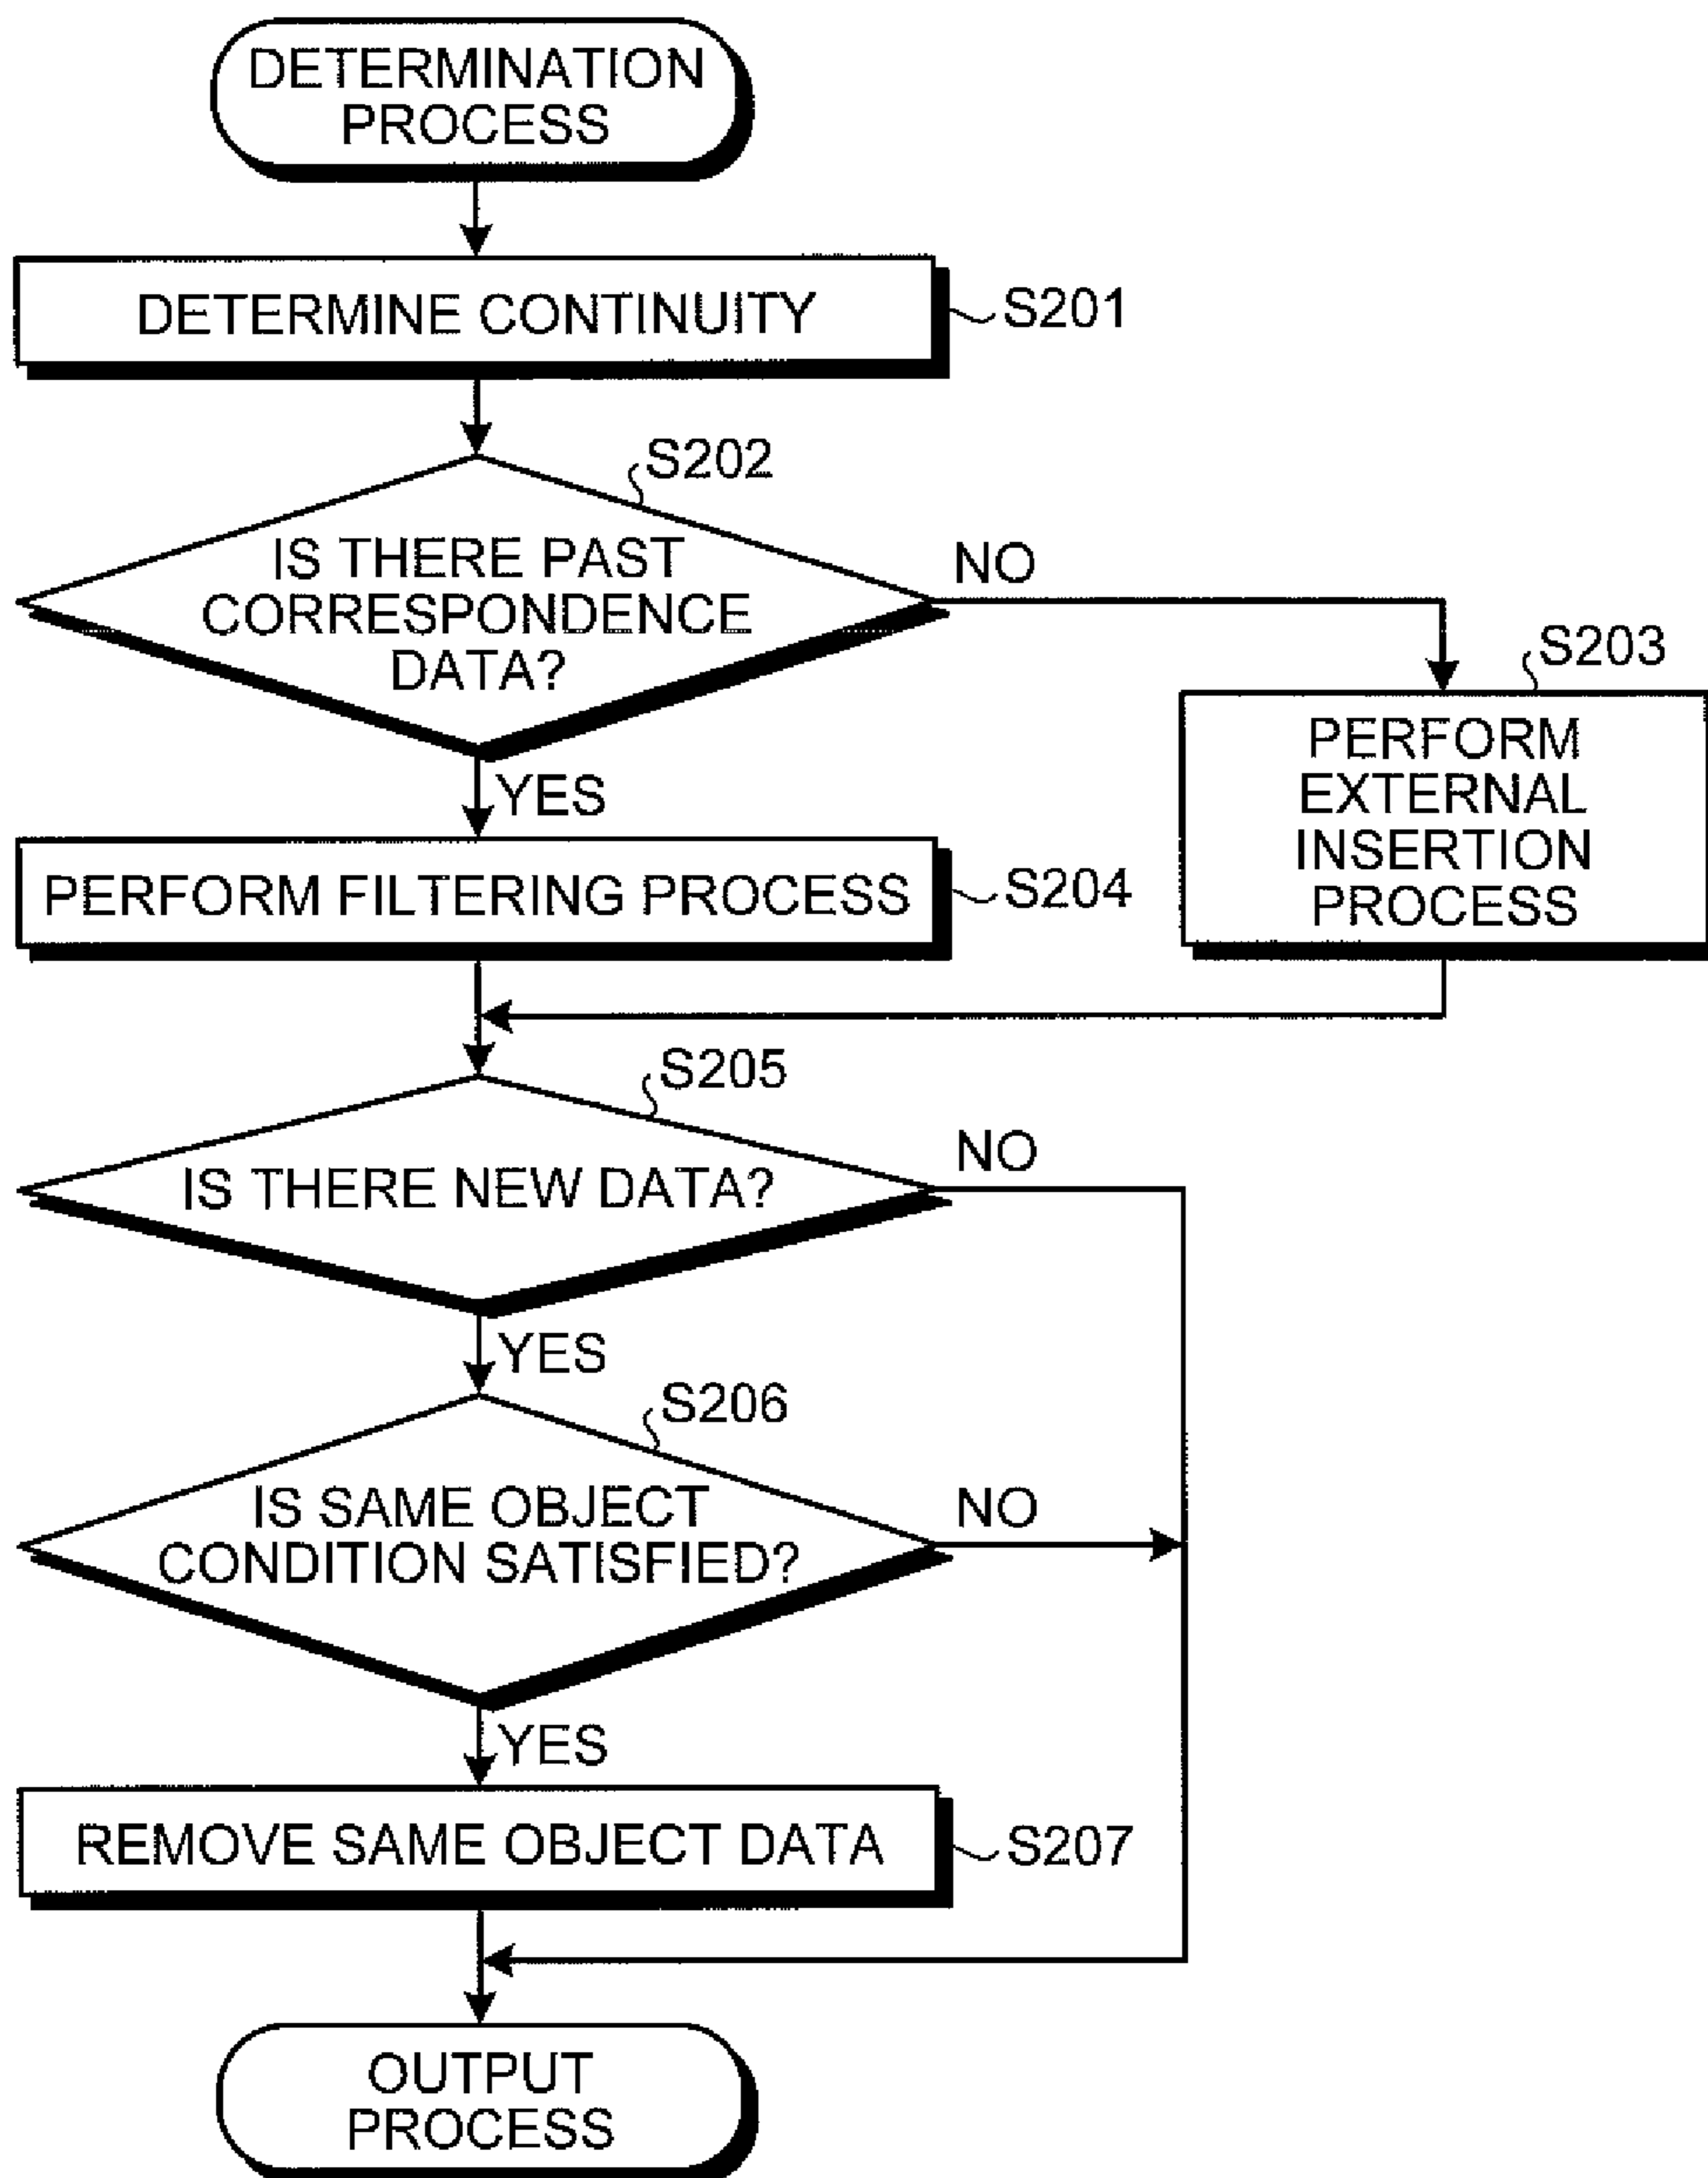 DETERMINATION
PROCESS
DETERMINE CONTINUITY
S201
S202
IS THERE PAST
CORRESPONDENCE
DATA?
NO
YES
S203
PERFORM
EXTERNAL
INSERTION
PROCESS
PERFORM FILTERING PROCESS
S204
S205
IS THERE NEW DATA?
NO
YES
S206
IS SAME OBJECT
CONDITION SATISFIED?
NO
YES
REMOVE SAME OBJECT DATA
S207
OUTPUT
PROCESS